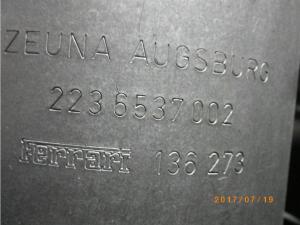 ZEUNA AUGSBURG
223 6537 002
Ferrari 136 273
2017/07/19